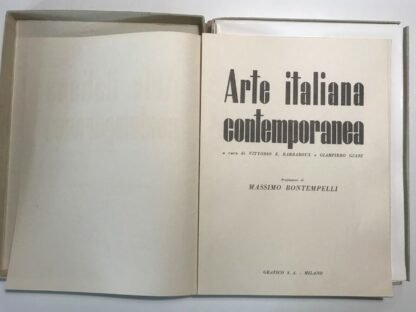 Arte italiana
contemporanea
a cura di VITTORIO E. BARBAROUX e GIAMPIERO GIANI
Prefazione di
MASSIMO BONTEMPELLI
GRAFICO S. A. - MILANO